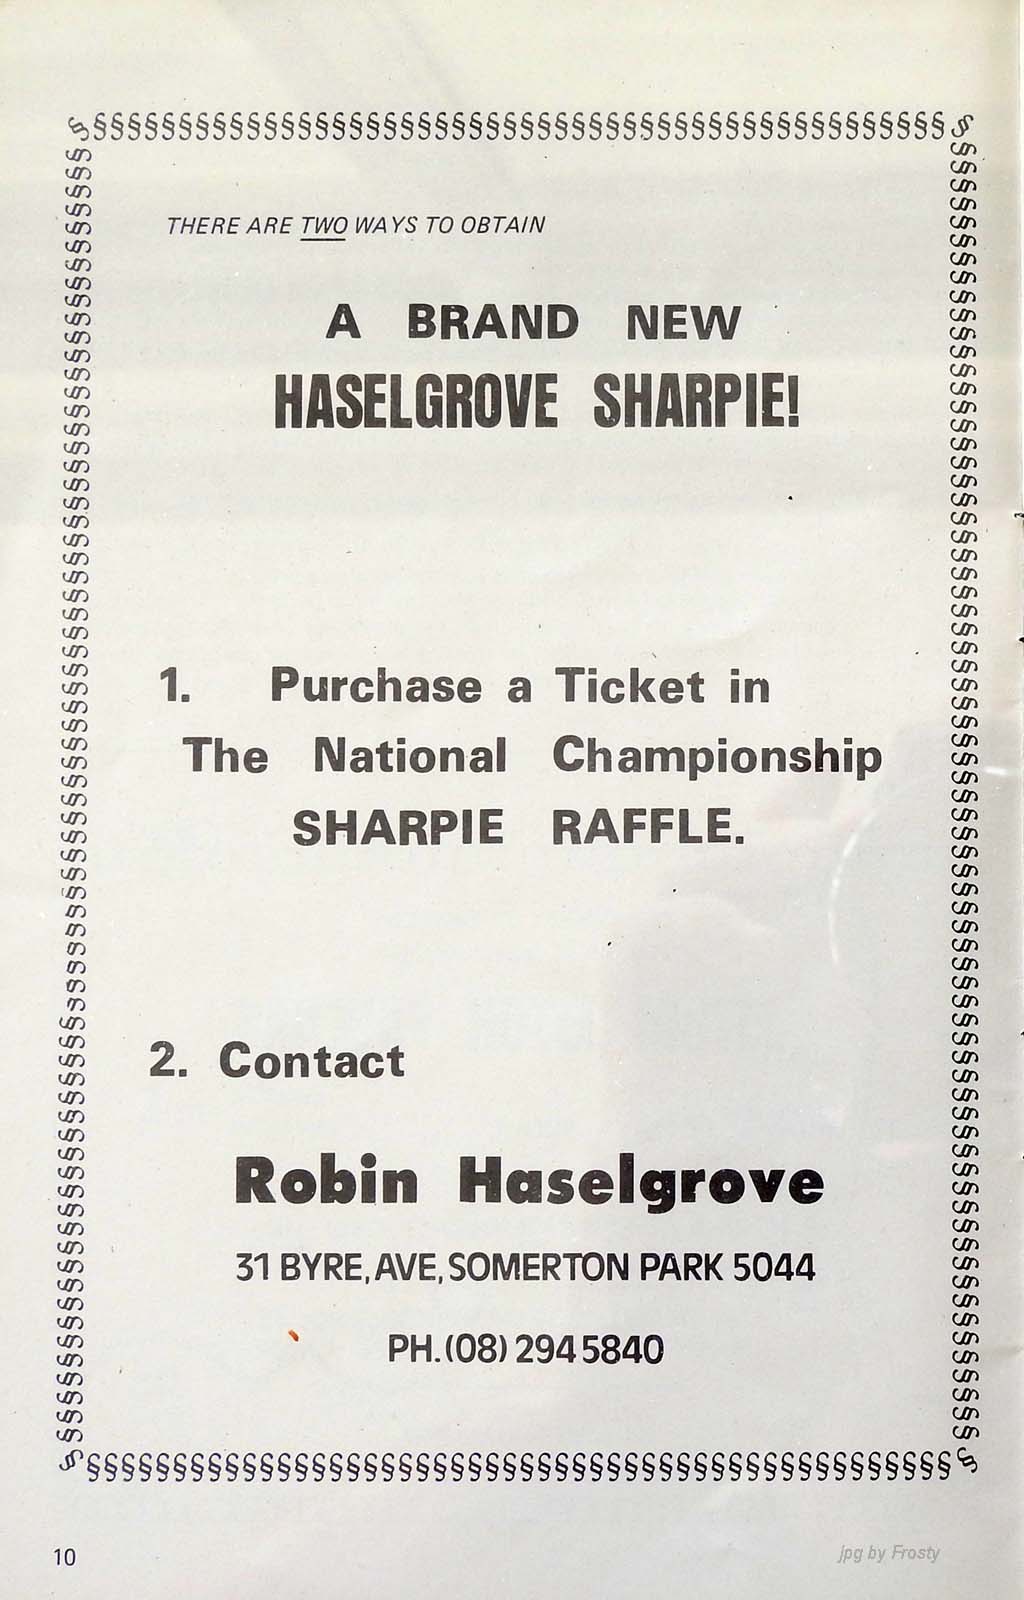 THERE ARE TWO WAYS TO OBTAIN
A BRAND NEW
HASELGROVE SHARPIE!
1. Purchase a Ticket in
The National Championship
SHARPIE RAFFLE.
2. Contact
Robin Haselgrove
31 BYRE, AVE, SOMERTON PARK 5044
PH. (08) 294 5840
10
jpg by Frosty